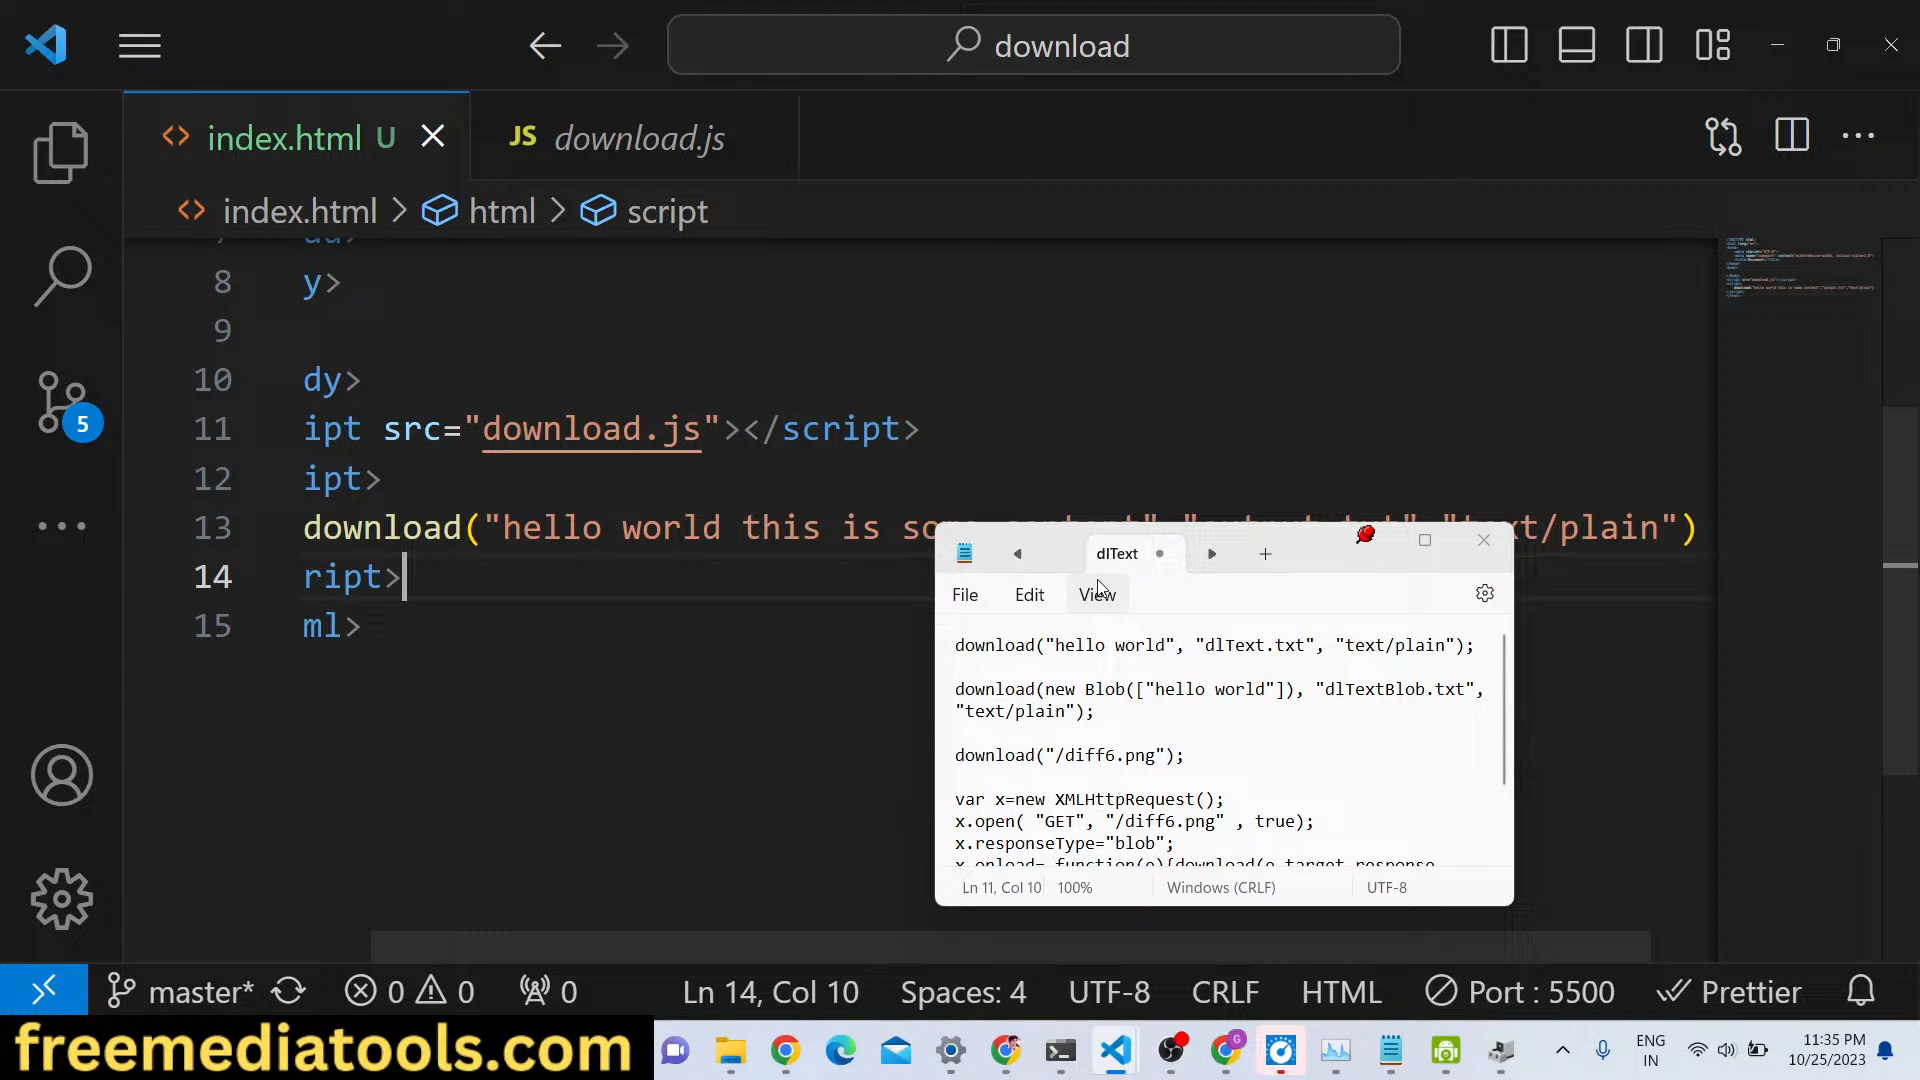 download
index.html U
JS download.js
index.html > html > script
8 y>
9
10 dy>
11 ipt src="download.js"></script>
12 ipt>
13 download("hello world this is
14 ript>
15 ml>
t/plain")
5
dlText
File Edit View
download("hello world", "dlText.txt", "text/plain");
download(new Blob(["hello world"]), "dlTextBlob.txt",
"text/plain");
download("/diff6.png");
var x=new XMLHttpRequest();
x.open( "GET", "/diff6.png" , true);
x.responseType="blob";
x.onload= function(e){download(e.target.response
Ln 11, Col 10 100% Windows (CRLF) UTF-8
master* 0 0 0 Ln 14, Col 10 Spaces: 4 UTF-8 CRLF HTML Port : 5500 Prettier
freemediatools.com
ENG
IN
11:35 PM
10/25/2023